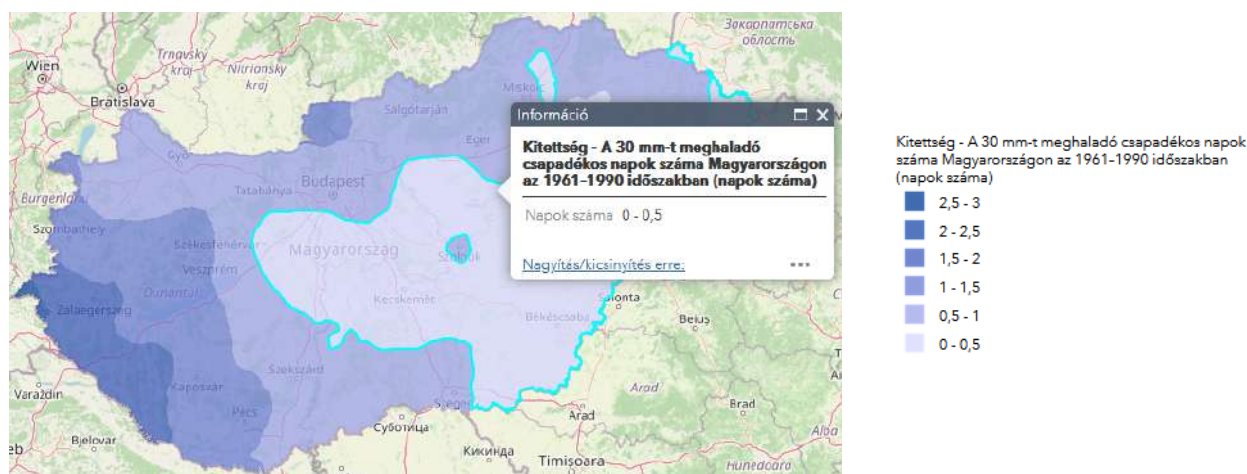 Закарпатська
область
Trnavský
kraj
Nitriansky
kraj
Wien
Bratislava
Miskolc
Salgótarján
Eger
Győr
Budapest
Tatabánya
Szombathely
Székesfehérvár
Magyarország
Szolnok
Veszprém
Dunántúl
Zalaegerszeg
Kecskemét
Békéscsaba
Salonta
Beiuș
Szekszárd
Kaposvár
Varaždin
Pécs
Szeged
Arad
Arad
Brad
Суботица
Bjelovar
Кикинда
Timișoara
Hunedoara
Alba
Információ
Kitettség - A 30 mm-t meghaladó
csapadékos napok száma Magyarországon
az 1961-1990 időszakban (napok száma)
Napok száma 0 - 0,5
Nagyítás/kicsinyítés erre:
Kitettség - A 30 mm-t meghaladó csapadékos napok
száma Magyarországon az 1961-1990 időszakban
(napok száma)
2,5 - 3
2 - 2,5
1,5 - 2
1 - 1,5
0,5 - 1
0 - 0,5